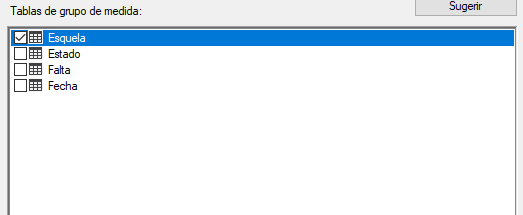 Tablas de grupo de medida:
Sugerir
Esquela
Estado
Falta
Fecha